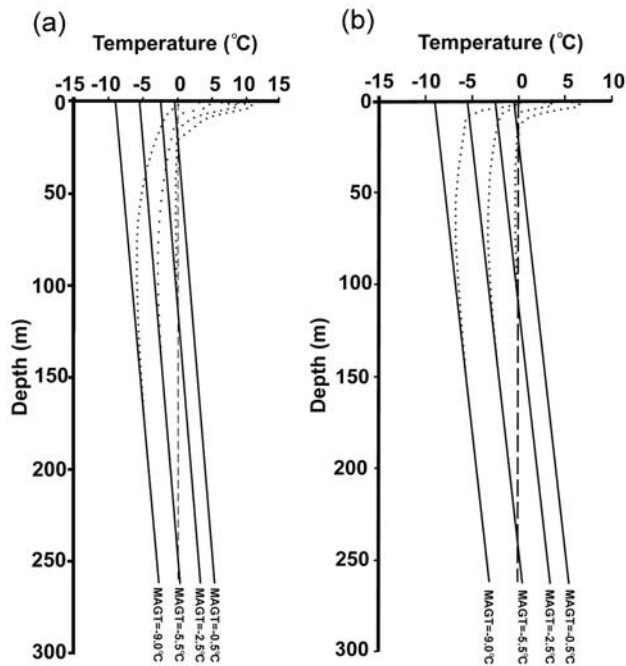 (a)
Temperature (°C)
-15 -10 -5 0 5 10 15
0
50
100
150
200
250
300
Depth (m)
MAGT=-9.0°C
MAGT=-5.5°C
MAGT=-2.5°C
MAGT=-0.5°C
(b)
Temperature (°C)
-15 -10 -5 0 5 10
0
50
100
150
200
250
300
Depth (m)
MAGT=-9.0°C
MAGT=-5.5°C
MAGT=-2.5°C
MAGT=-0.5°C